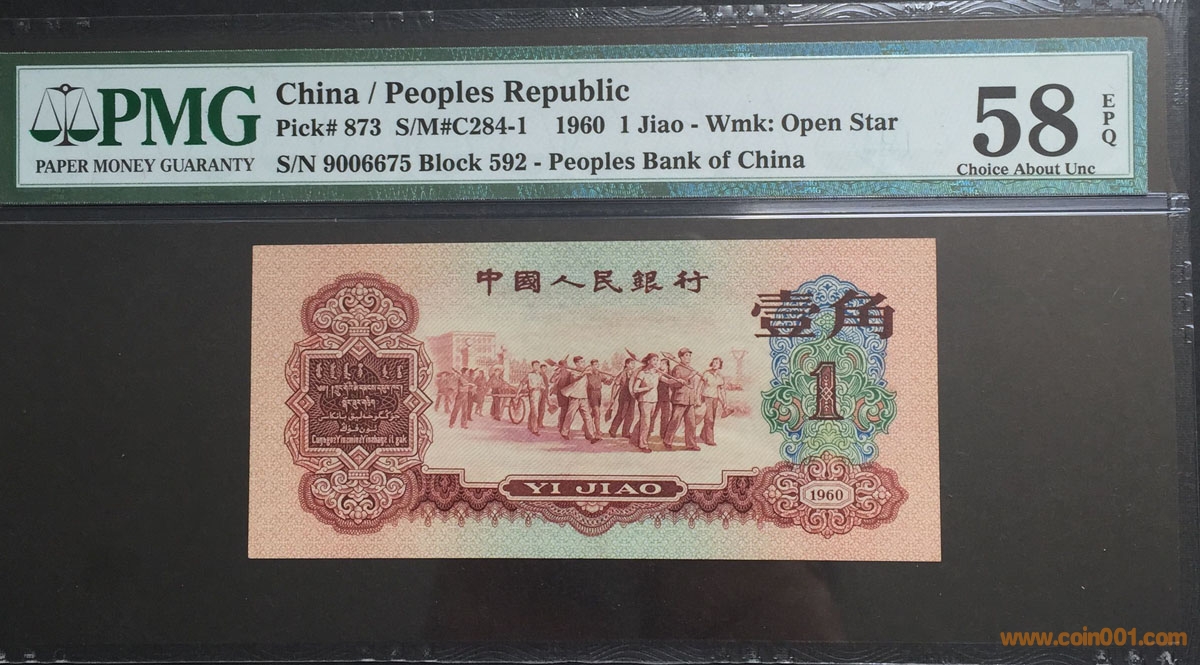 PMG
PAPER MONEY GUARANTY
China / Peoples Republic
Pick# 873 S/M#C284-1 1960 1 Jiao - Wmk: Open Star
S/N 9006675 Block 592 - Peoples Bank of China
58
EPQ
Choice About Unc
中國人民銀行
壹角
1
YI JIAO
1960
www.coin001.com